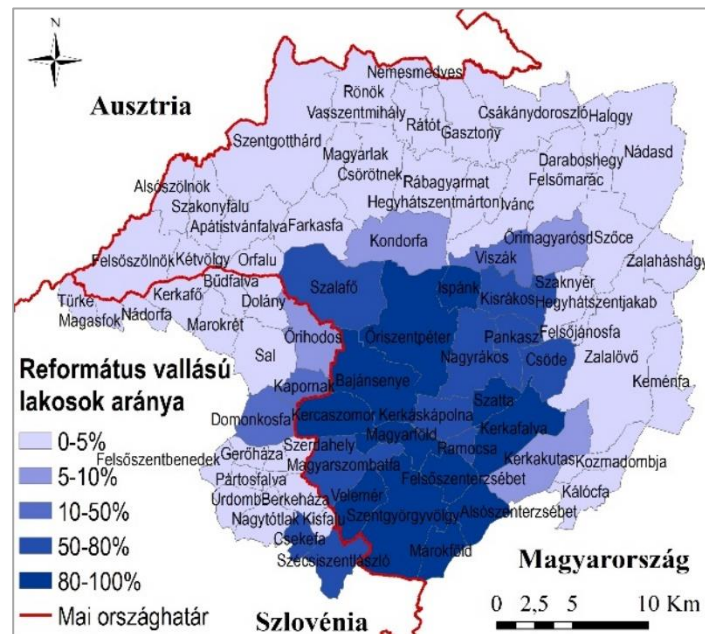 N
Ausztria
Nemesmedves
Rönök
Vasszentmihály
Rátót
Gasztony
Csákánydoroszló
Halogy
Szentgotthárd
Magyarlak
Csörötnek
Rábagyarmat
Daraboshegy
Felsőmarác
Nádasd
Alsószölnök
Szakonyfalu
Hegyhátszentmárton
Ivánc
Apátistvánfalva
Farkasfa
Kondorfa
Viszák
Őrimagyarósd
Szőce
Felsőszölnök
Kétvölgy
Orfalu
Szalafő
Ispánk
Szaknyér
Zalaháshágy
Türke
Kerkafő
Búdfalva
Dolány
Kisrákos
Hegyhátszentjakab
Magasfok
Nádorfa
Marokrét
Őrihodos
Őriszentpéter
Pankasz
Felsőjánosfa
Sal
Nagyrákos
Csöde
Zalalövő
Református vallású
lakosok aránya
Kapornak
Bajánsenye
Keménfa
Domonkosfa
Kercaszomor
Kerkáskápolna
Szatta
0-5%
Magyarföld
Kerkafalya
Felsőszentbenedek
Gerőháza
Szerdahely
Ramocsa
5-10%
Magyarszombatfa
Kerkakutas
Kozmadombja
Pártosfalva
Felsőszenterzsébet
10-50%
Úrdomb
Berkeháza
Velemér
Kálócfa
Nagytótlak
Kisfalu
Szentgyörgyvölgy
Alsószenterzsébet
50-80%
Csekefa
Márokföld
80-100%
Szécsiszentlászló
Magyarország
Mai országhatár
Szlovénia
0 2,5 5 10 Km